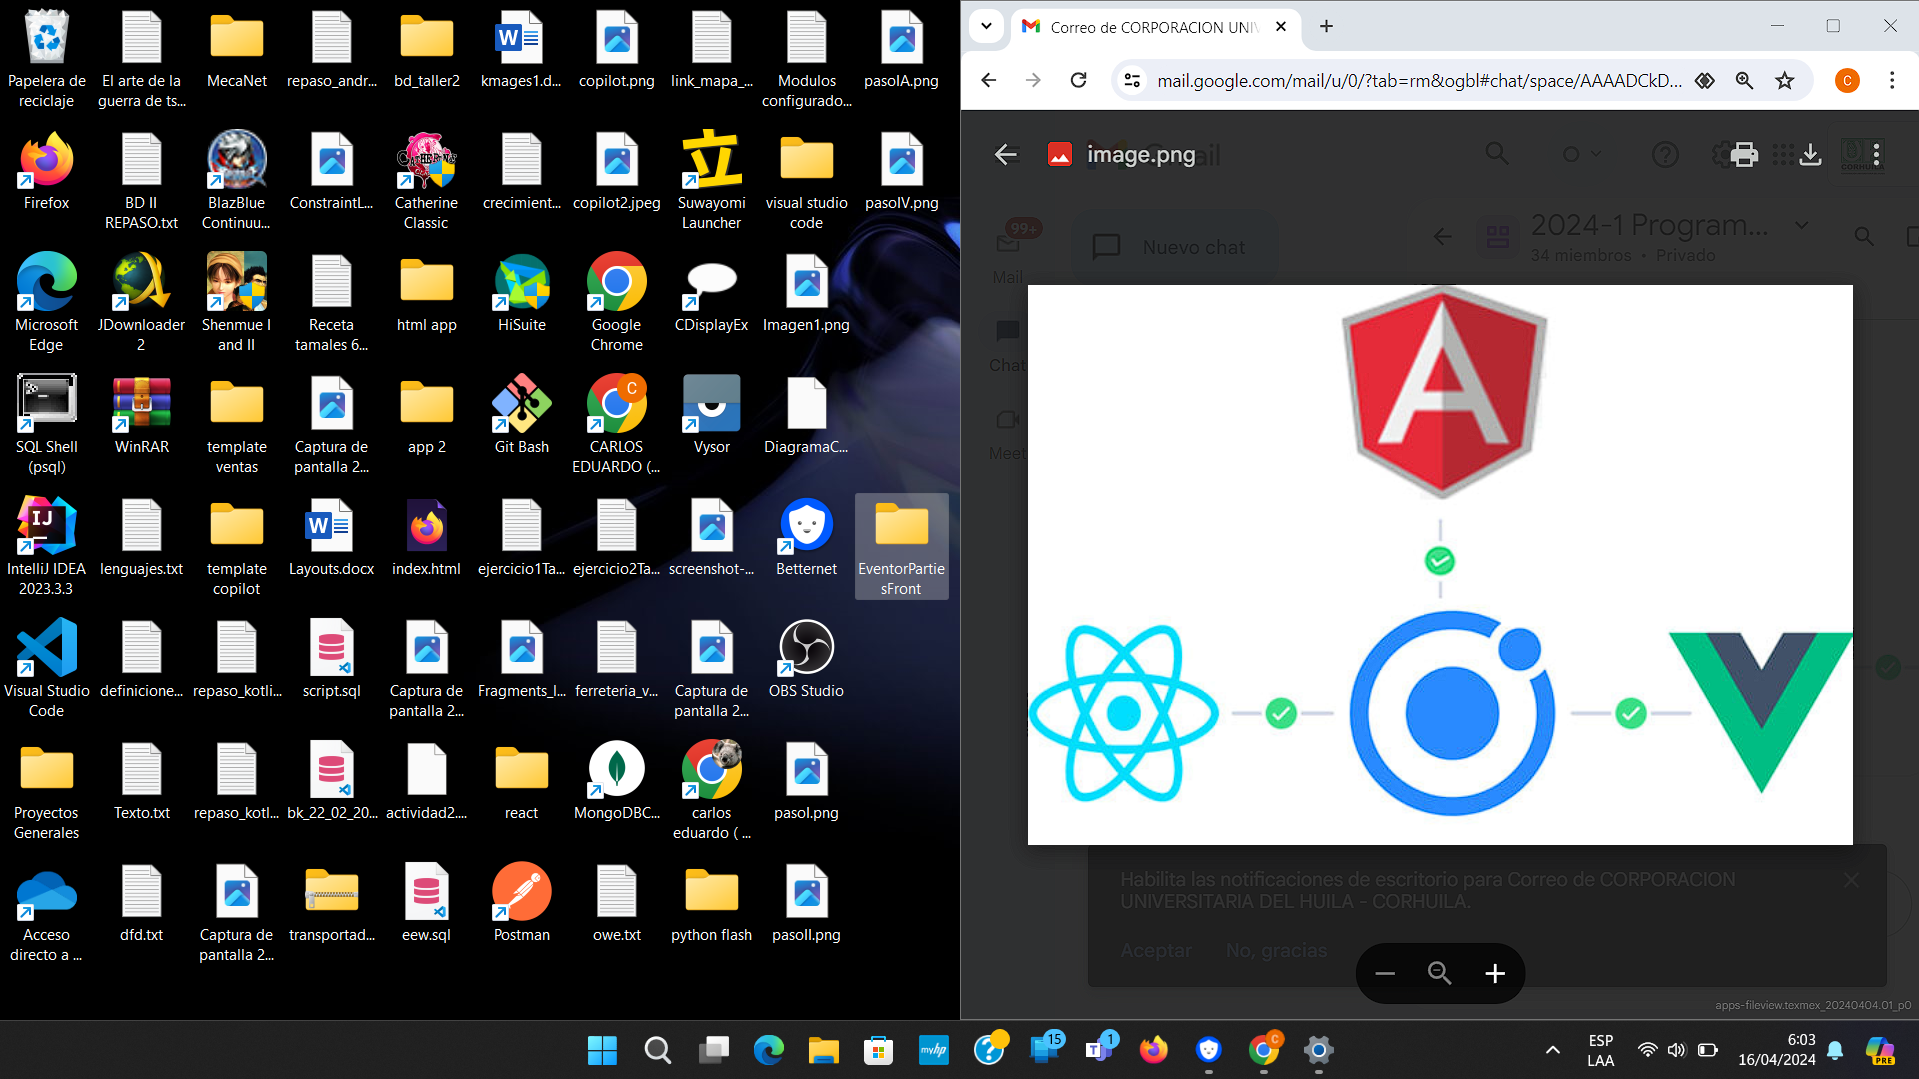 Papelera de
reciclaje
El arte de la
guerra de ts...
MecaNet
repaso_andr...
bd_taller2
kmages1.d...
copilot.png
link_mapa_...
Modulos
configurado...
pasoIA.png
Firefox
BD II
REPASO.txt
BlazBlue
Continuu...
ConstraintL...
Catherine
Classic
crecimient...
copilot2.jpeg
Suwayomi
Launcher
visual studio
code
pasoIV.png
Microsoft
Edge
JDownloader
2
Shenmue I
and II
Receta
tamales 6...
html app
HiSuite
Google
Chrome
CDisplayEx
Imagen1.png
SQL Shell
(psql)
WinRAR
template
ventas
Captura de
pantalla 2...
app 2
Git Bash
CARLOS
EDUARDO (...
Vysor
DiagramaC...
IntelliJ IDEA
2023.3.3
lenguajes.txt
template
copilot
Layouts.docx
index.html
ejercicio1Ta...
ejercicio2Ta...
screenshot-...
Betternet
EventorPartie
sFront
Visual Studio
Code
definicione...
repaso_kotli...
script.sql
Captura de
pantalla 2...
Fragments_l...
ferreteria_v...
Captura de
pantalla 2...
OBS Studio
Proyectos
Generales
Texto.txt
repaso_kotl...
bk_22_02_20...
actividad2....
react
MongoDBC...
carlos
eduardo ( ...
pasoI.png
Acceso
directo a ...
dfd.txt
Captura de
pantalla 2...
transportad...
eew.sql
Postman
owe.txt
python flash
pasoII.png
Correo de CORPORACION UNIV
mail.google.com/mail/u/0/?tab=rm&ogbl#chat/space/AAAADCkD...
C
image.png
99+
Mail
Nuevo chat
2024-1 Program...
34 miembros • Privado
Chat
Meet
Habilita las notificaciones de escritorio para Correo de CORPORACION
UNIVERSITARIA DEL HUILA - CORHUILA.
Aceptar
No, gracias
apps-fileview.texmex_20240404.01_p0
myhp
15
1
C
ESP
LAA
6:03
16/04/2024
PRE